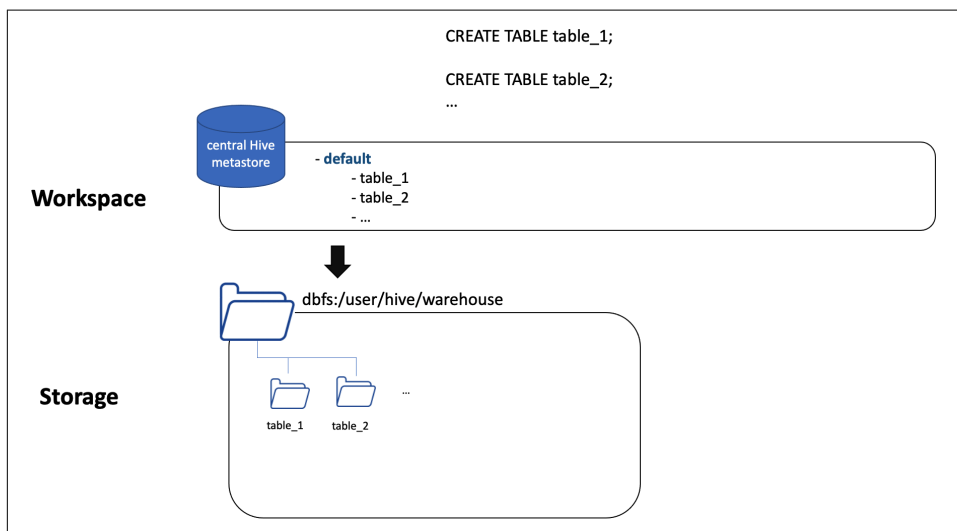 CREATE TABLE table_1;
CREATE TABLE table_2;
...
central Hive
metastore
- default
- table_1
- table_2
- ...
Workspace
dbfs:/user/hive/warehouse
Storage
table_1
table_2
...